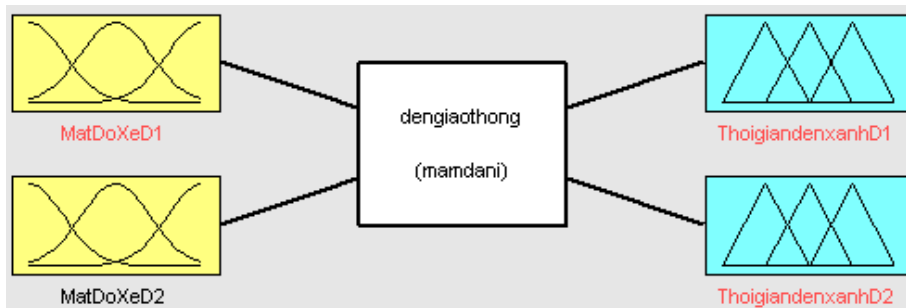 dengiaothong
(mamdani)
MatDoXeD1
ThoigiandenxanhD1
MatDoXeD2
ThoigiandenxanhD2